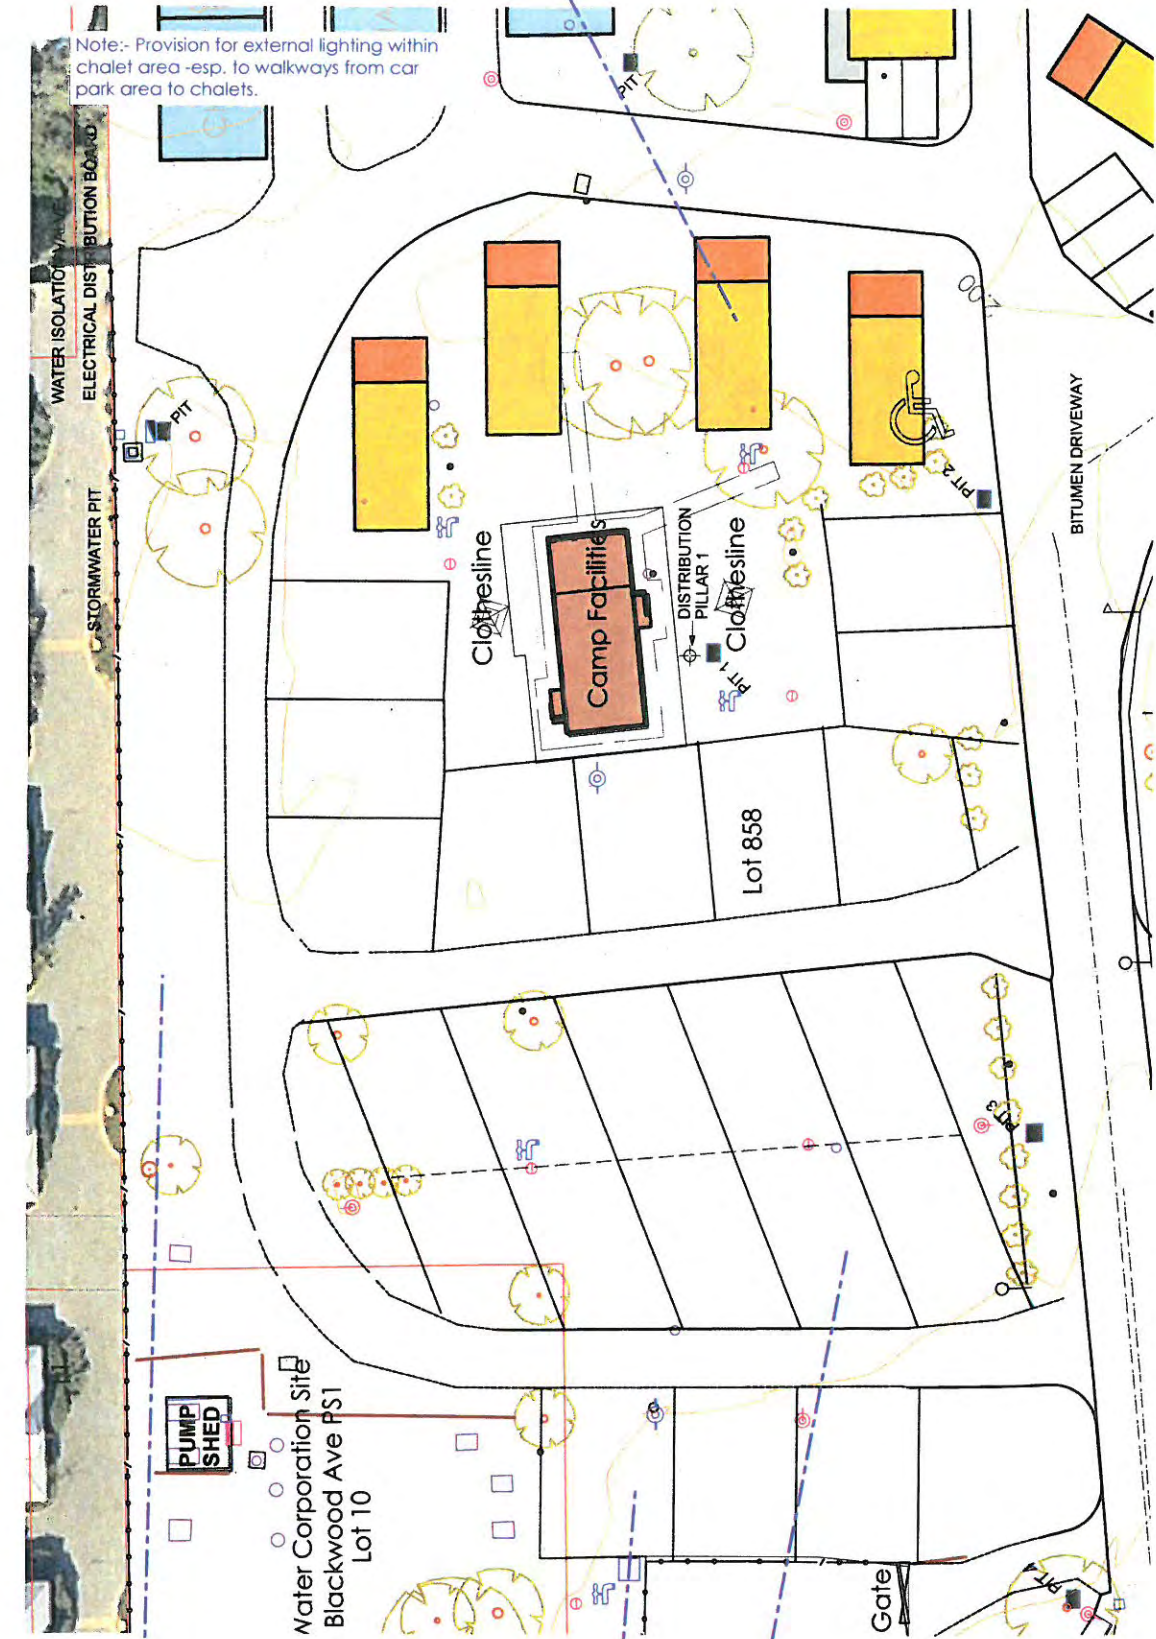 Note:- Provision for external lighting within
chalet area -esp. to walkways from car
park area to chalets.
PIT
WATER ISOLATION VALVE
ELECTRICAL DISTRIBUTION BOARD
PIT
STORMWATER PIT
2.00
BITUMEN DRIVEWAY
PIT 2
Clothesline
Camp Facilities
DISTRIBUTION
PILLAR 1
Clothesline
PIT 1
Lot 858
PIT 3
PUMP
SHED
Water Corporation Site
Blackwood Ave PS1
Lot 10
Gate
PIT 4